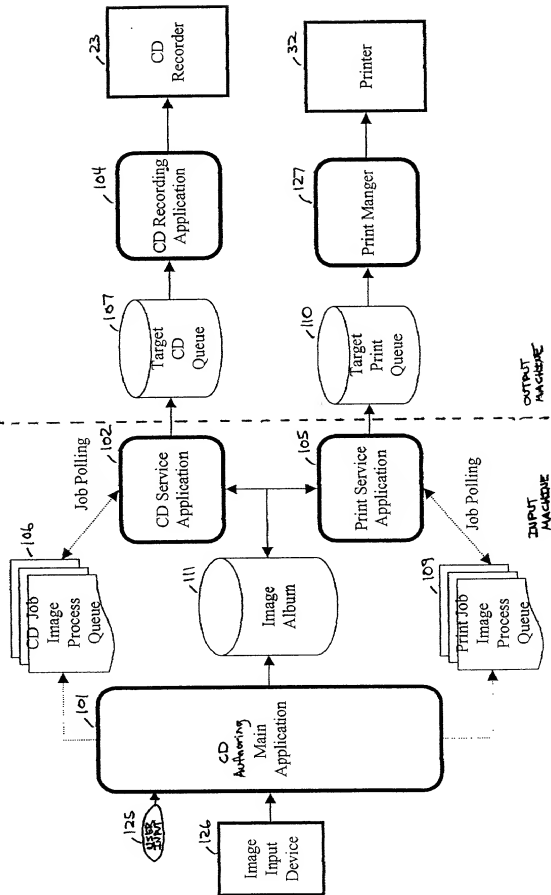 125
USER
INPUT
126
Image
Input
Device
101
CD
Authoring
Main
Application
106
CD Job
Image
Process
Queue
111
Image
Album
109
Print Job
Image
Process
Queue
Job Polling
102
CD Service
Application
105
Print Service
Application
Job Polling
INPUT
MACHINE
107
Target
CD
Queue
110
Target
Print
Queue
OUTPUT
MACHINE
104
CD Recording
Application
127
Print Manger
23
CD
Recorder
32
Printer